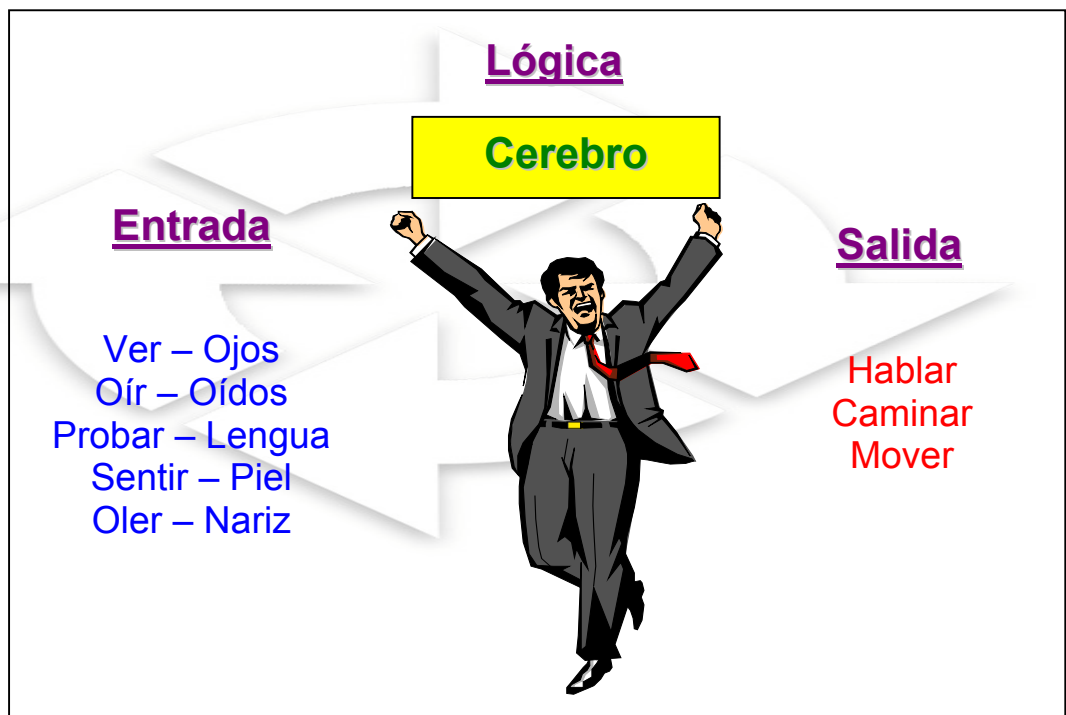 Lógica
Cerebro
Entrada
Salida
Ver – Ojos
Oír – Oídos
Probar – Lengua
Sentir – Piel
Oler – Nariz
Hablar
Caminar
Mover